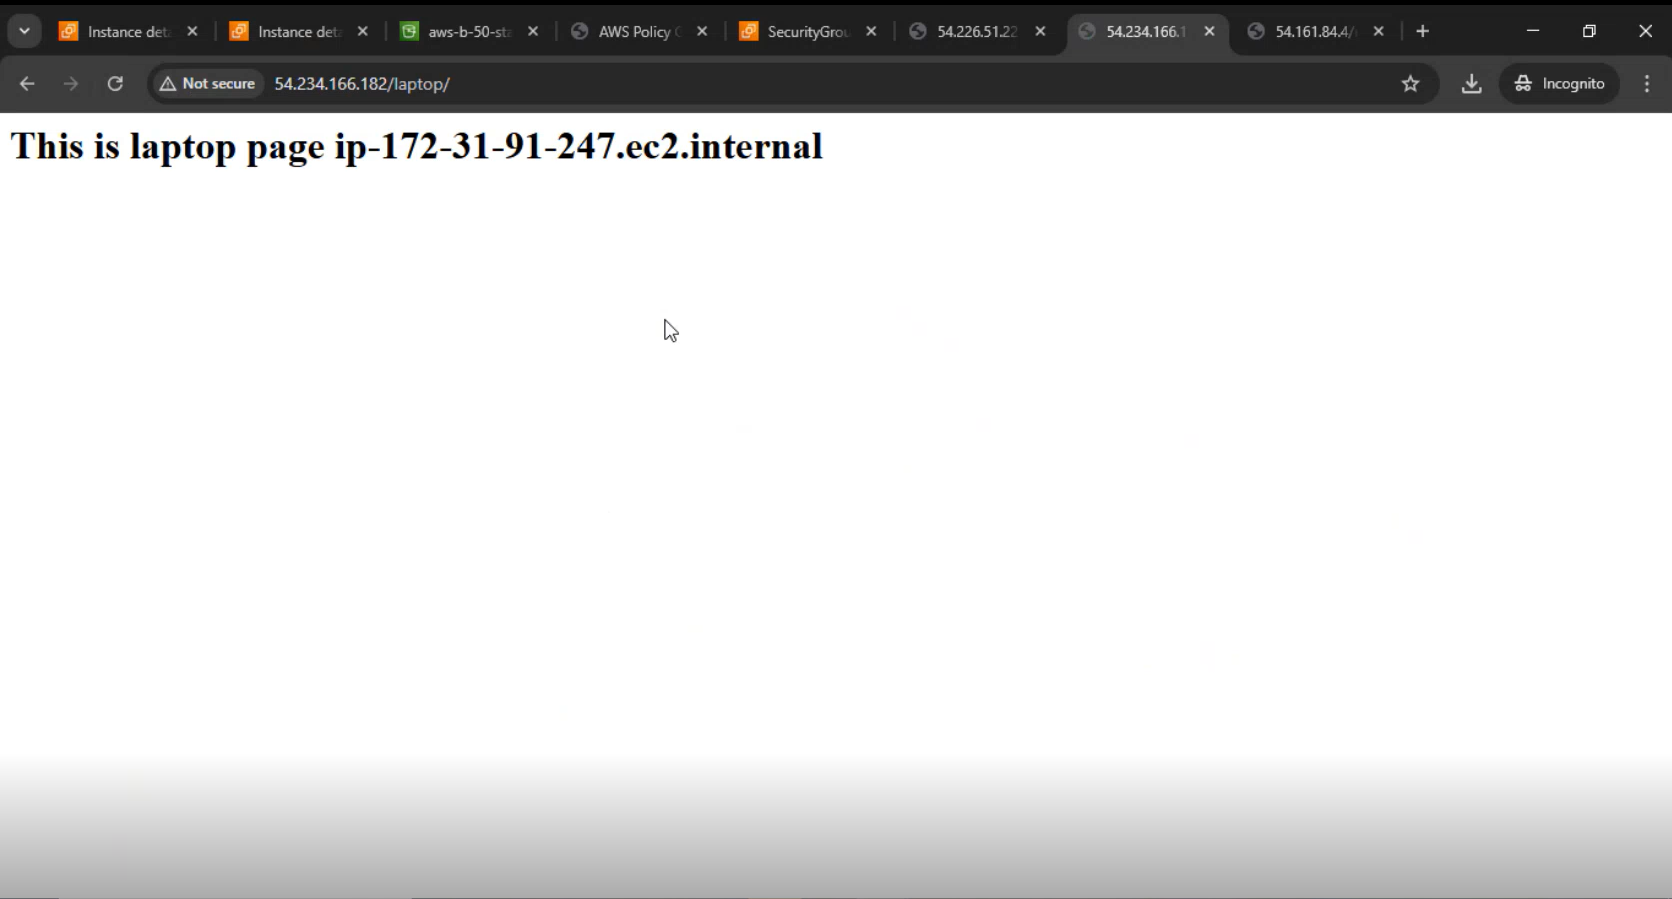 Instance det
Instance det
aws-b-50-sta
AWS Policy G
SecurityGrou
54.226.51.22
54.234.166.1
54.161.84.4/
Not secure
54.234.166.182/laptop/
Incognito
This is laptop page ip-172-31-91-247.ec2.internal